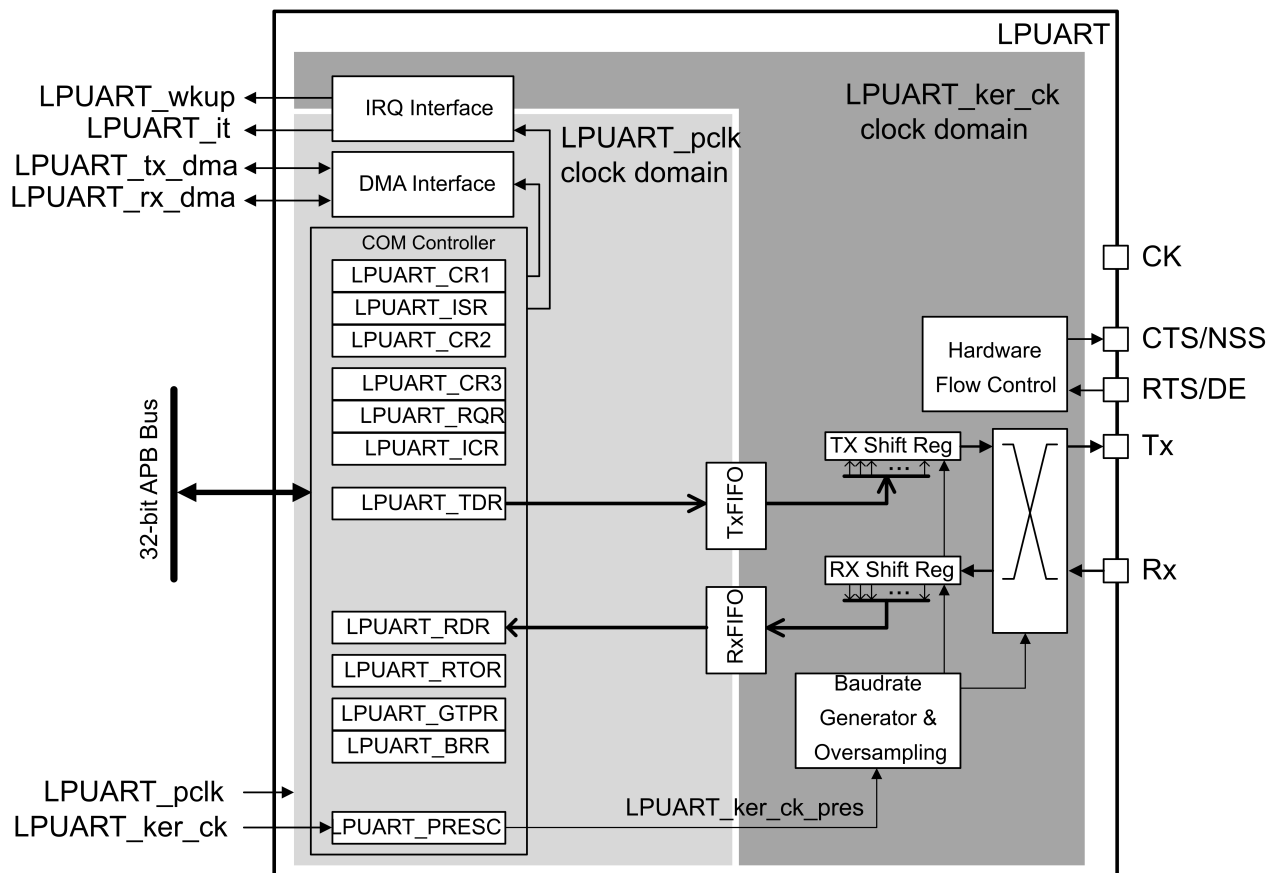 LPUART
LPUART_wkup
LPUART_it
LPUART_tx_dma
LPUART_rx_dma
IRQ Interface
DMA Interface
LPUART_pclk
clock domain
LPUART_ker_ck
clock domain
COM Controller
LPUART_CR1
LPUART_ISR
LPUART_CR2
LPUART_CR3
LPUART_RQR
LPUART_ICR
LPUART_TDR
LPUART_RDR
LPUART_RTOR
LPUART_GTPR
LPUART_BRR
LPUART_PRESC
32-bit APB Bus
LPUART_pclk
LPUART_ker_ck
LPUART_ker_ck_pres
TxFIFO
RxFIFO
TX Shift Reg
...
RX Shift Reg
...
Baudrate
Generator &
Oversampling
Hardware
Flow Control
CK
CTS/NSS
RTS/DE
Tx
Rx